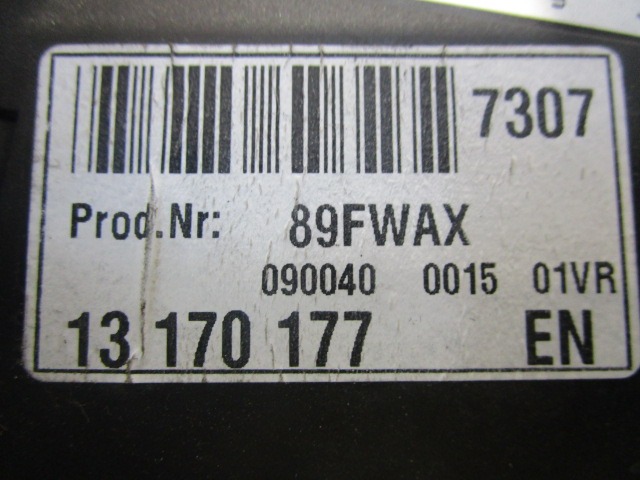 7307
Prod.Nr: 89FWAX
090040 0015 01VR
13 170 177 EN